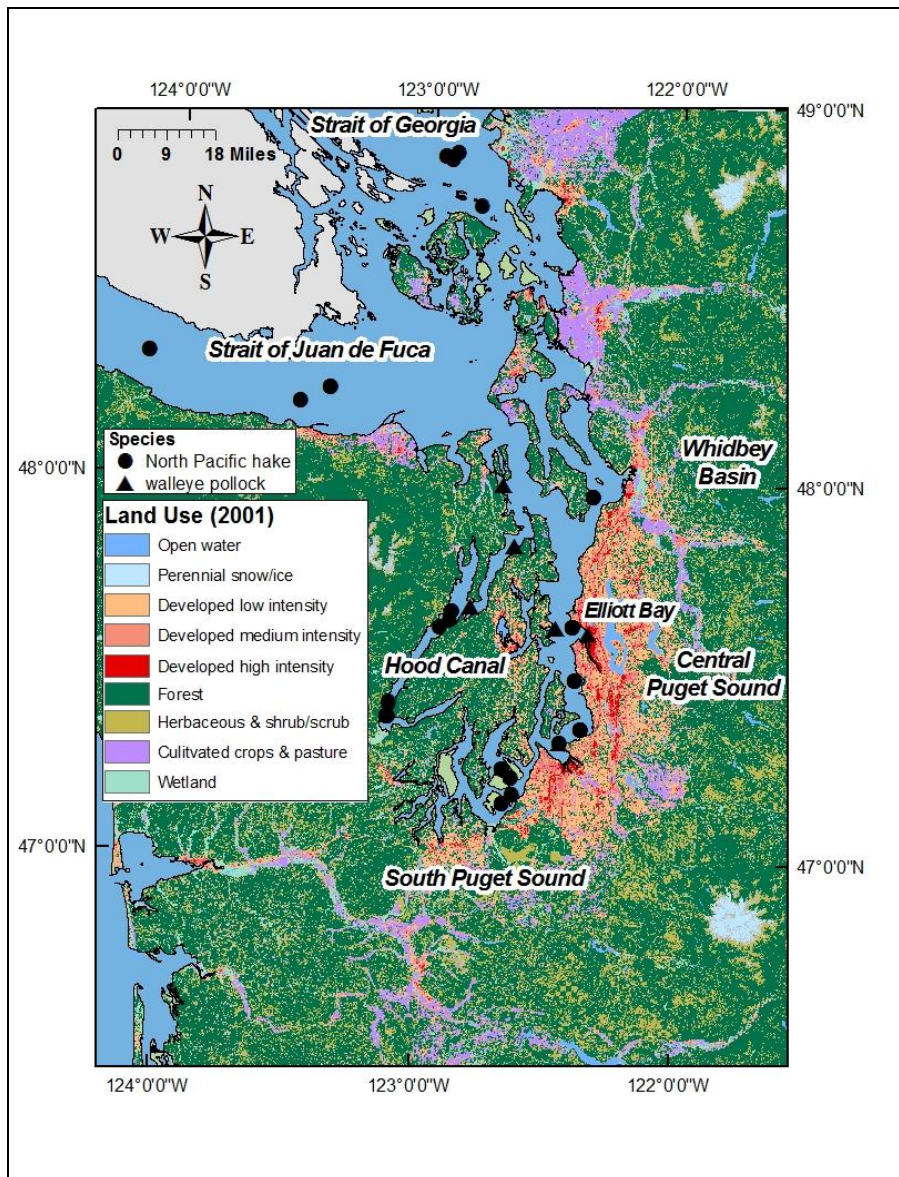 124°0'0"W 123°0'0"W 122°0'0"W
49°0'0"N
Strait of Georgia
0 9 18 Miles
N
W E
S
Strait of Juan de Fuca
Species
North Pacific hake
walleye pollock
Whidbey
Basin
48°0'0"N 48°0'0"N
Land Use (2001)
Open water
Perennial snow/ice
Developed low intensity
Developed medium intensity
Developed high intensity
Forest
Herbaceous & shrub/scrub
Culitvated crops & pasture
Wetland
Elliott Bay
Hood Canal
Central
Puget Sound
47°0'0"N 47°0'0"N
South Puget Sound
124°0'0"W 123°0'0"W 122°0'0"W